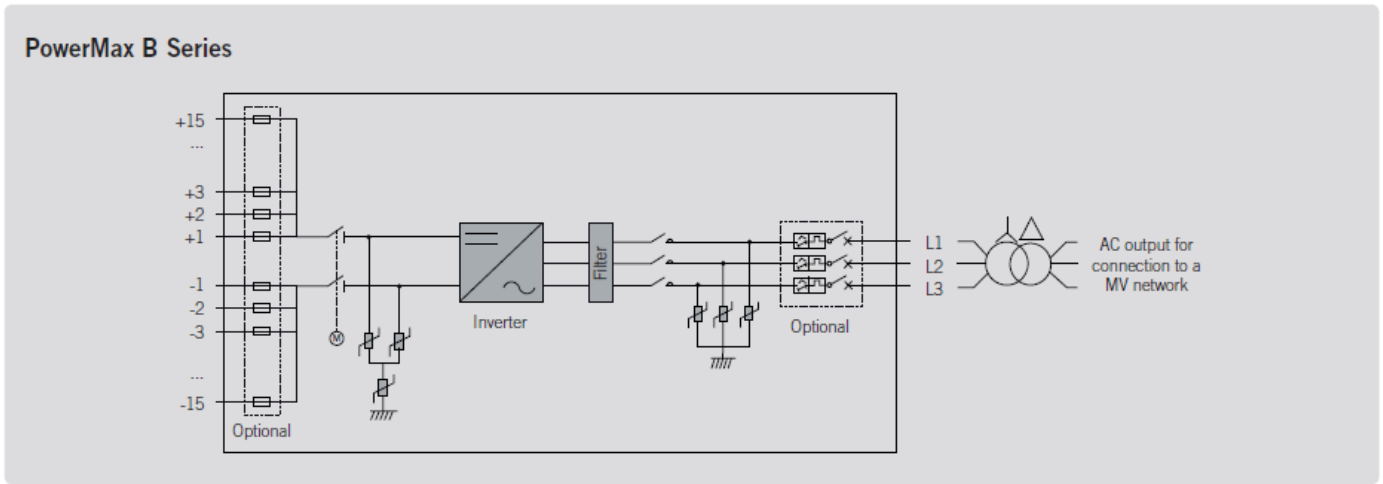 PowerMax B Series
+15
...
+3
+2
+1
-1
-2
-3
...
-15
Optional
M
Inverter
Filter
Optional
L1
L2
L3
AC output for
connection to a
MV network